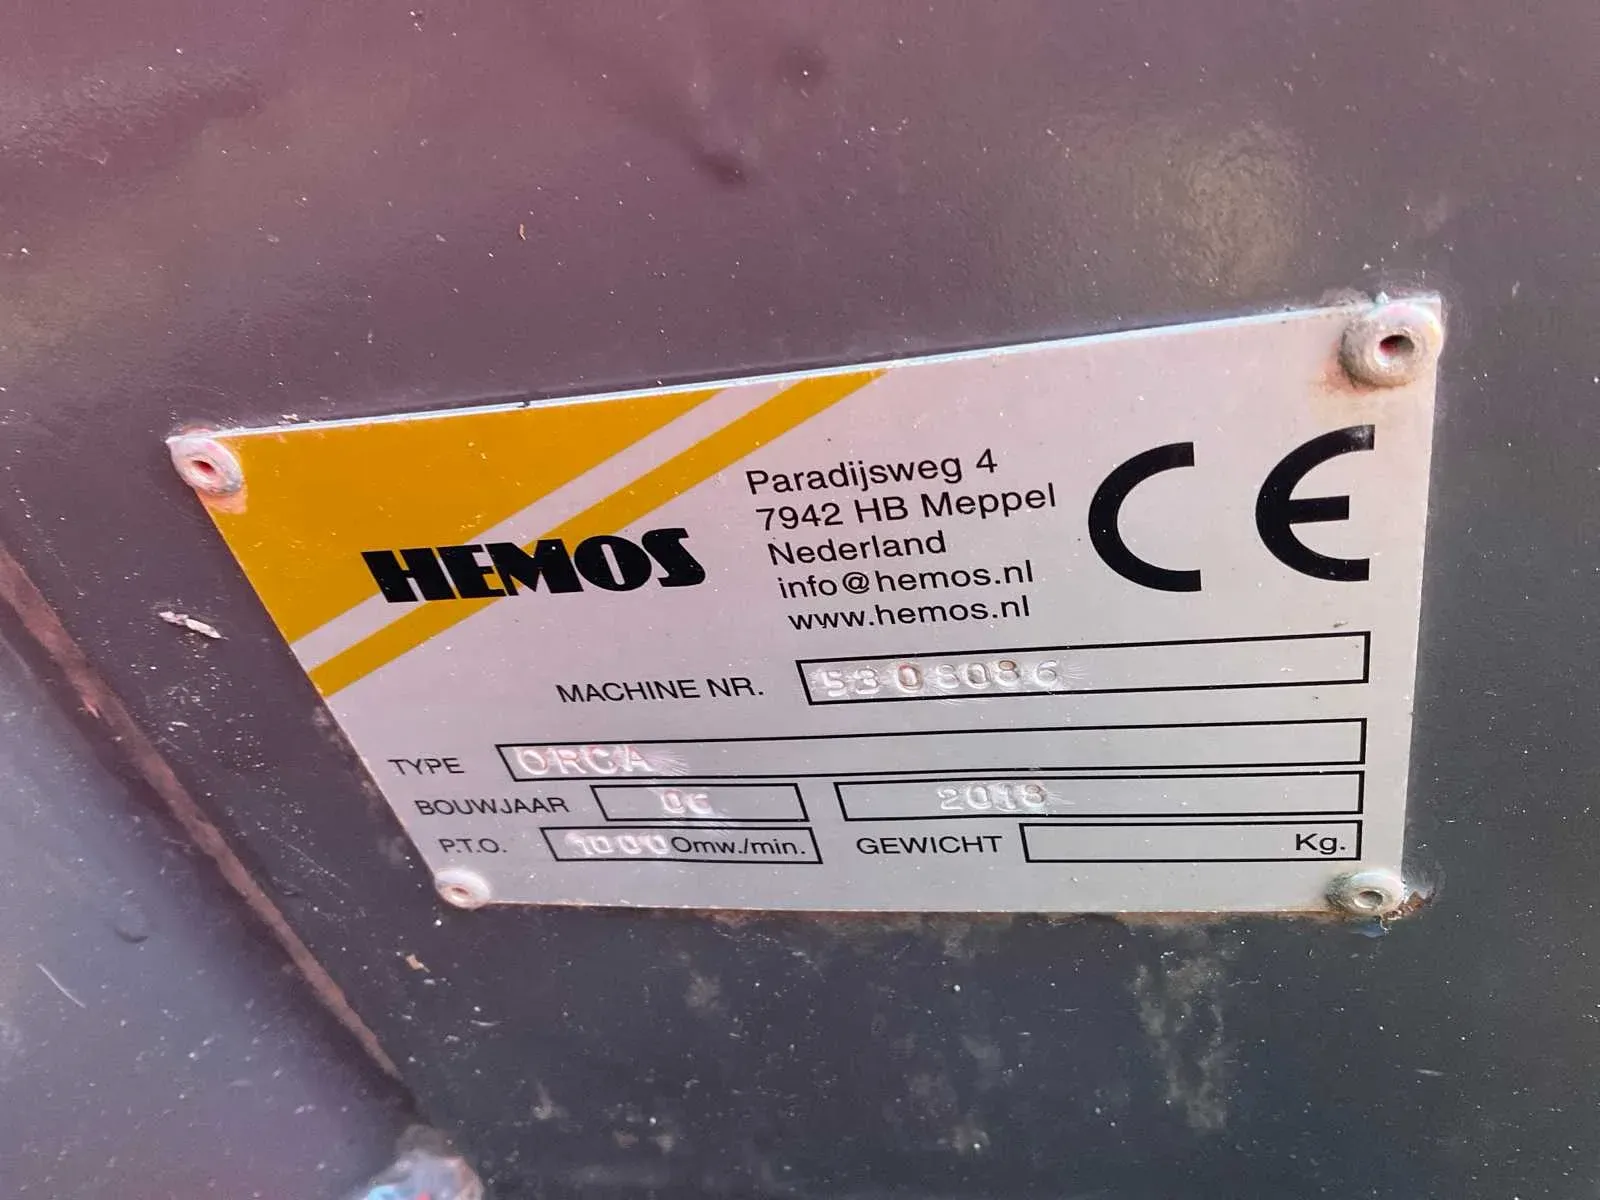 HEMOS
Paradijsweg 4
7942 HB Meppel
Nederland
info@hemos.nl
www.hemos.nl
CE
MACHINE NR. 5308086
TYPE ORCA
BOUWJAAR 06 2018
P.T.O. 1000 Omw./min. GEWICHT Kg.